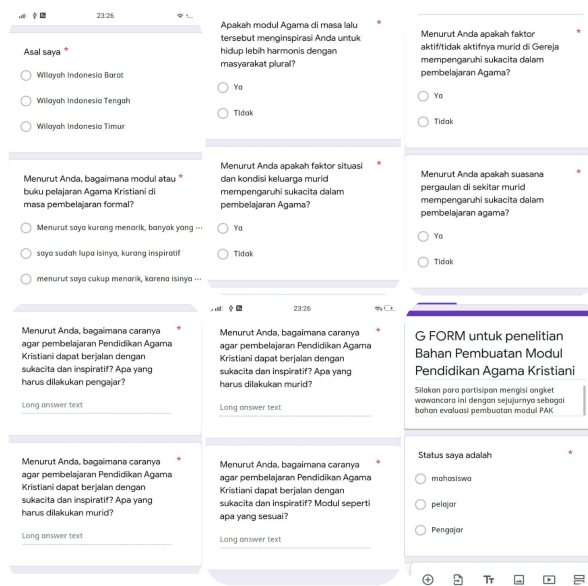 23:26
Asal saya *
WIlayah Indonesia Barat
Wilayah Indonesia Tengah
Wilayah Indonesia Timur
Menurut Anda, bagaimana modul atau *
buku pelajaran Agama Kristiani di
masa pembelajaran formal?
Menurut saya kurang menarik, banyak yang ...
saya sudah lupa isinya, kurang inspiratif
menurut saya cukup menarik, karena isinya ...
Apakah modul Agama di masa lalu *
tersebut menginspirasi Anda untuk
hidup lebih harmonis dengan
masyarakat plural?
Ya
TIdak
Menurut Anda apakah faktor situasi *
dan kondisi keluarga murid
mempengaruhi sukacita dalam
pembelajaran Agama?
Ya
Tidak
Menurut Anda apakah faktor *
aktif/tidak aktifnya murid di Gereja
mempengaruhi sukacita dalam
pembelajaran Agama?
Ya
Tidak
Menurut Anda apakah suasana *
pergaulan di sekitar murid
mempengaruhi sukacita dalam
pembelajaran agama?
Ya
Tidak
Menurut Anda, bagaimana caranya *
agar pembelajaran Pendidikan Agama
Kristiani dapat berjalan dengan
sukacita dan inspiratif? Apa yang
harus dilakukan pengajar?
Long answer text
Menurut Anda, bagaimana caranya *
agar pembelajaran Pendidikan Agama
Kristiani dapat berjalan dengan
sukacita dan inspiratif? Apa yang
harus dilakukan murid?
Long answer text
23:26
Menurut Anda, bagaimana caranya *
agar pembelajaran Pendidikan Agama
Kristiani dapat berjalan dengan
sukacita dan inspiratif? Apa yang
harus dilakukan murid?
Long answer text
Menurut Anda, bagaimana caranya *
agar pembelajaran Pendidikan Agama
Kristiani dapat berjalan dengan
sukacita dan inspiratif? Modul seperti
apa yang sesuai?
Long answer text
G FORM untuk penelitian
Bahan Pembuatan Modul
Pendidikan Agama Kristiani
Silakan para partisipan mengisi angket
wawancara ini dengan sejujurnya sebagai
bahan evaluasi pembuatan modul PAK
Status saya adalah *
mahasiswa
pelajar
Pengajar
Tт